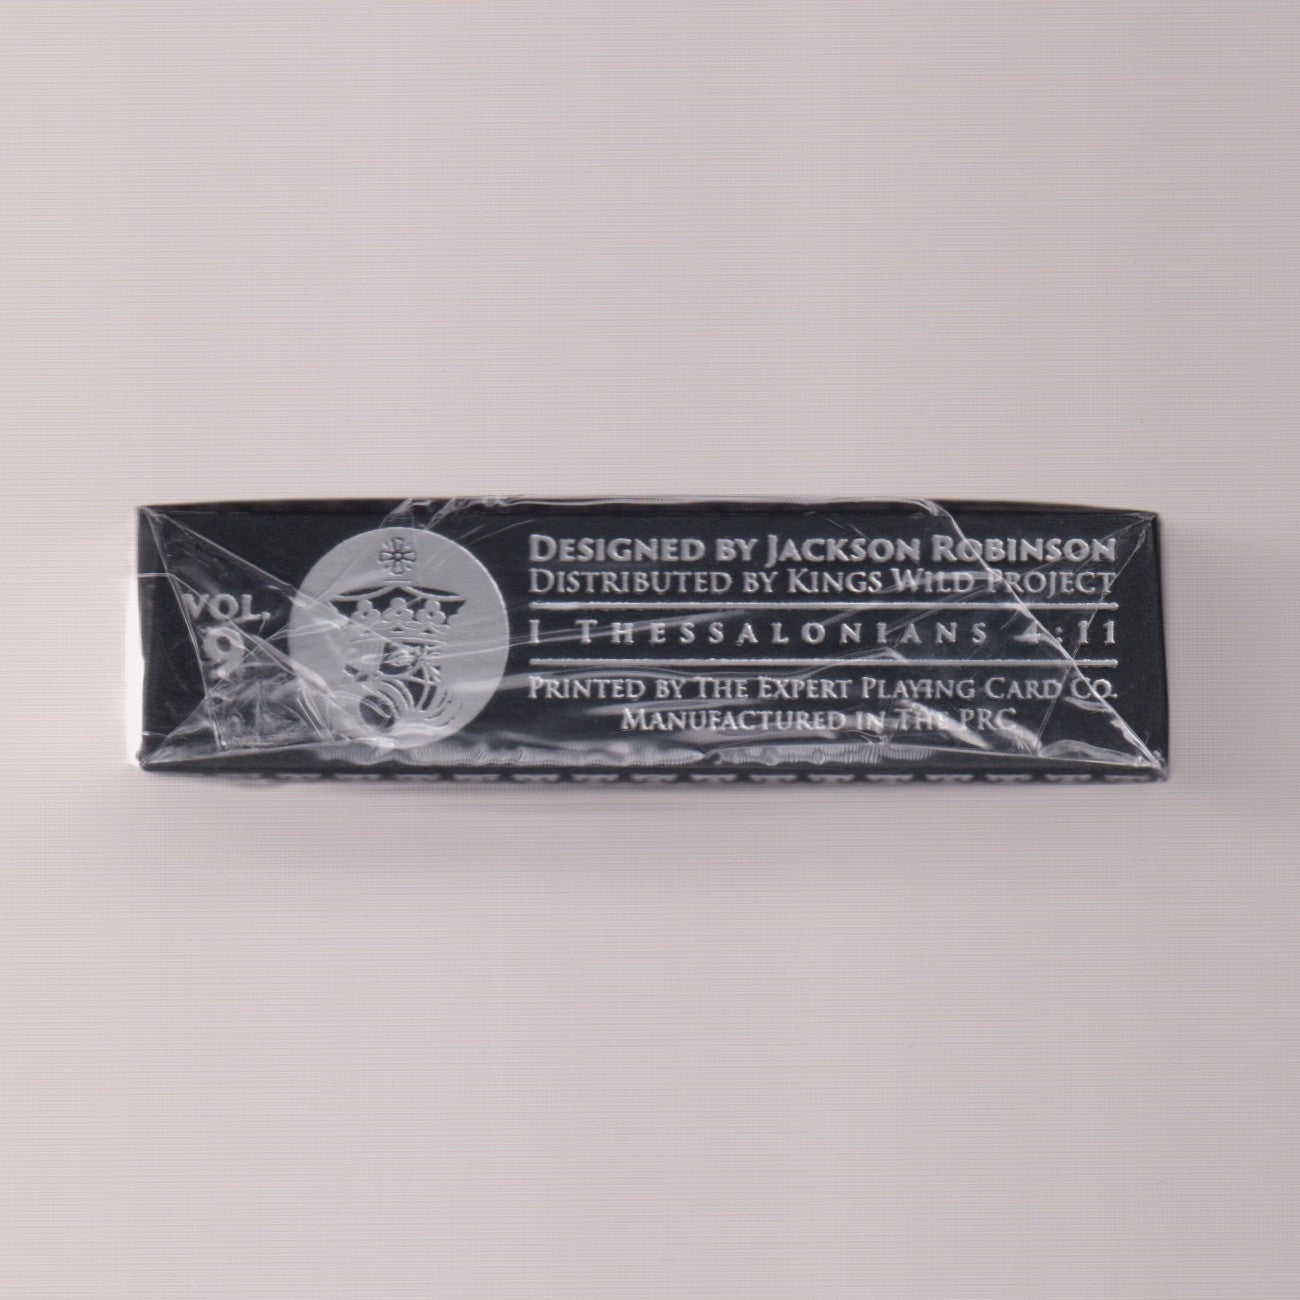 VOL.
9
DESIGNED BY JACKSON ROBINSON
DISTRIBUTED BY KINGS WILD PROJECT
I THESSALONIANS 4:11
PRINTED BY THE EXPERT PLAYING CARD CO.
MANUFACTURED IN THE PRC